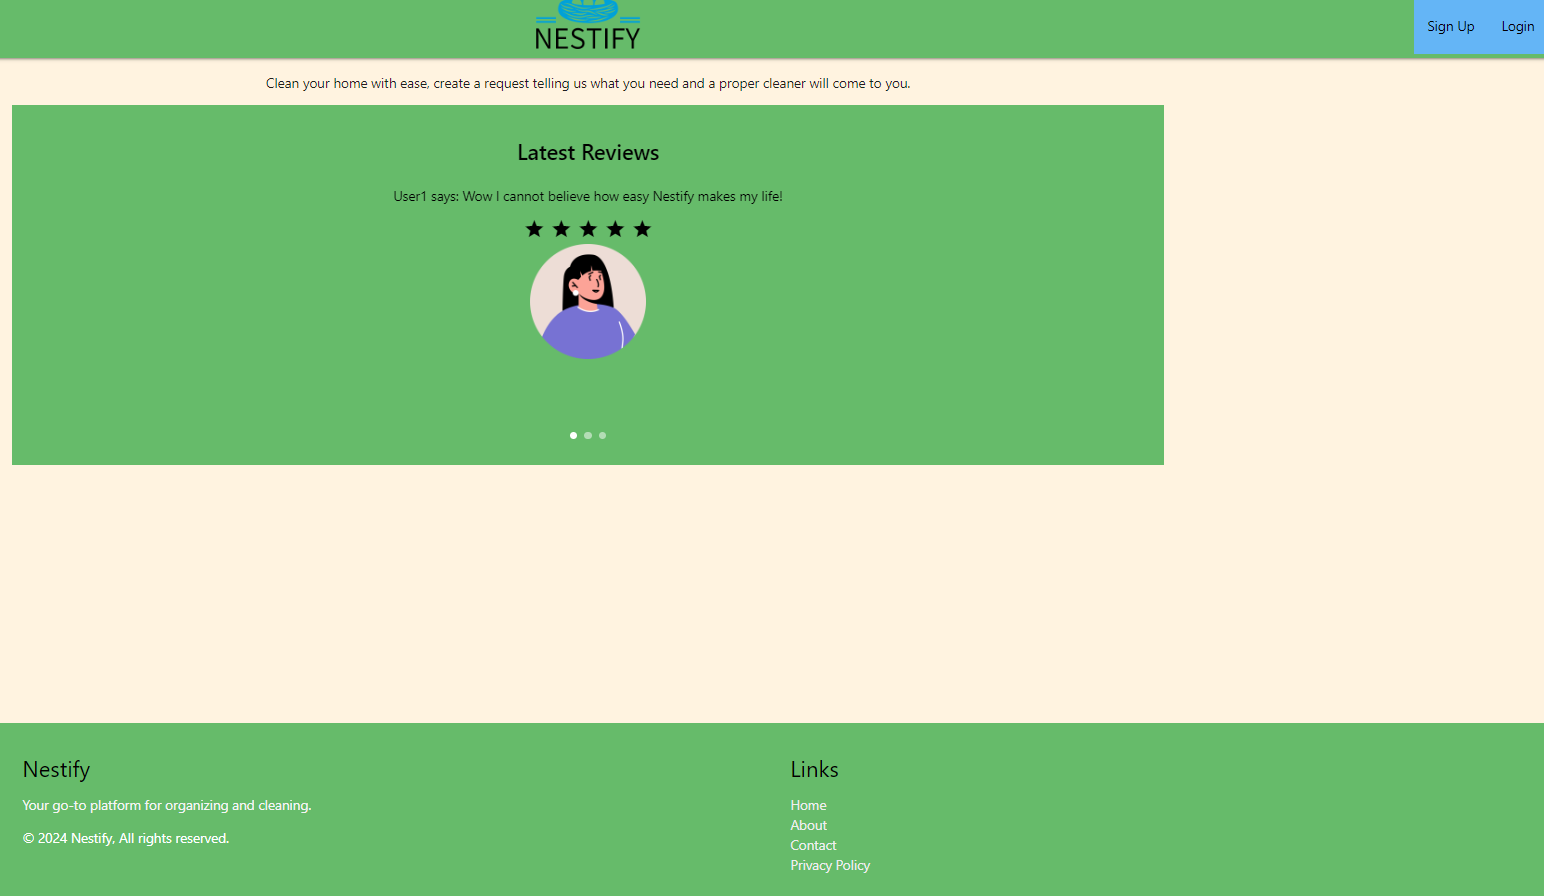 NESTIFY
Sign Up
Login
Clean your home with ease, create a request telling us what you need and a proper cleaner will come to you.
Latest Reviews
User1 says: Wow I cannot believe how easy Nestify makes my life!
Nestify
Your go-to platform for organizing and cleaning.
© 2024 Nestify, All rights reserved.
Links
Home
About
Contact
Privacy Policy